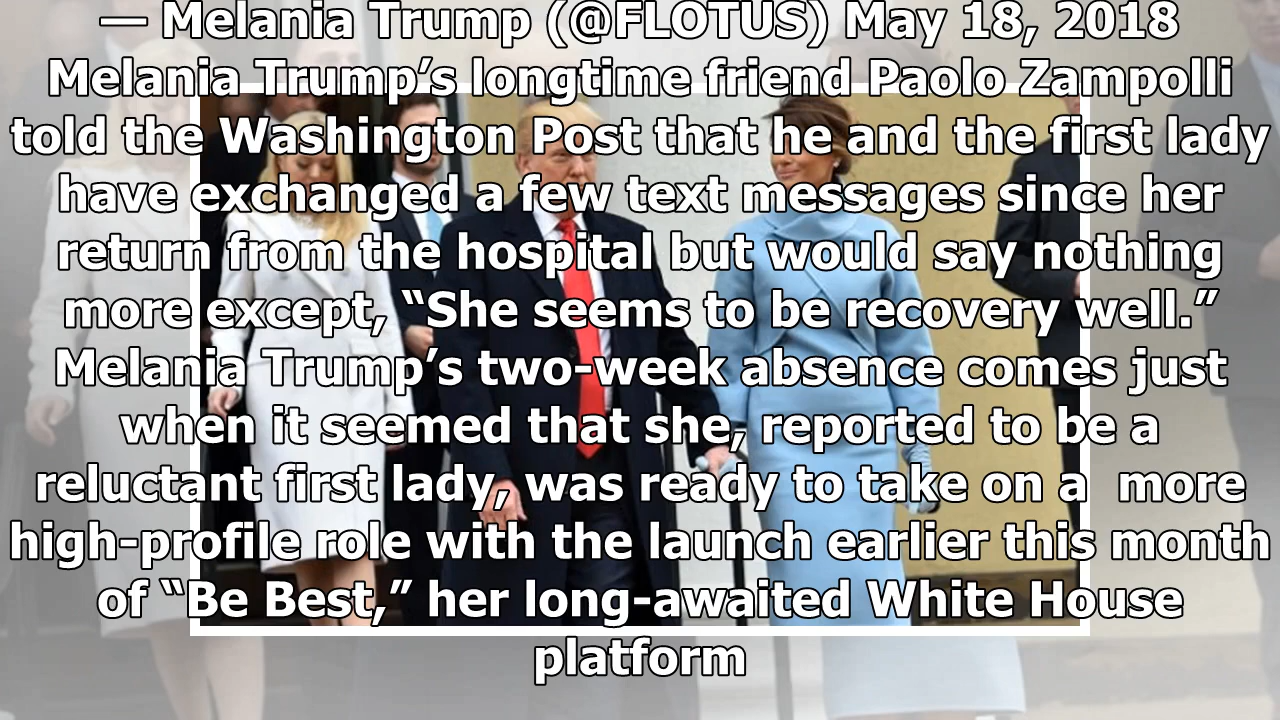 — Melania Trump (@FLOTUS) May 18, 2018
Melania Trump’s longtime friend Paolo Zampolli
told the Washington Post that he and the first lady
have exchanged a few text messages since her
return from the hospital but would say nothing
more except, “She seems to be recovery well.”
Melania Trump’s two-week absence comes just
when it seemed that she, reported to be a
reluctant first lady, was ready to take on a  more
high-profile role with the launch earlier this month
of “Be Best,” her long-awaited White House
platform